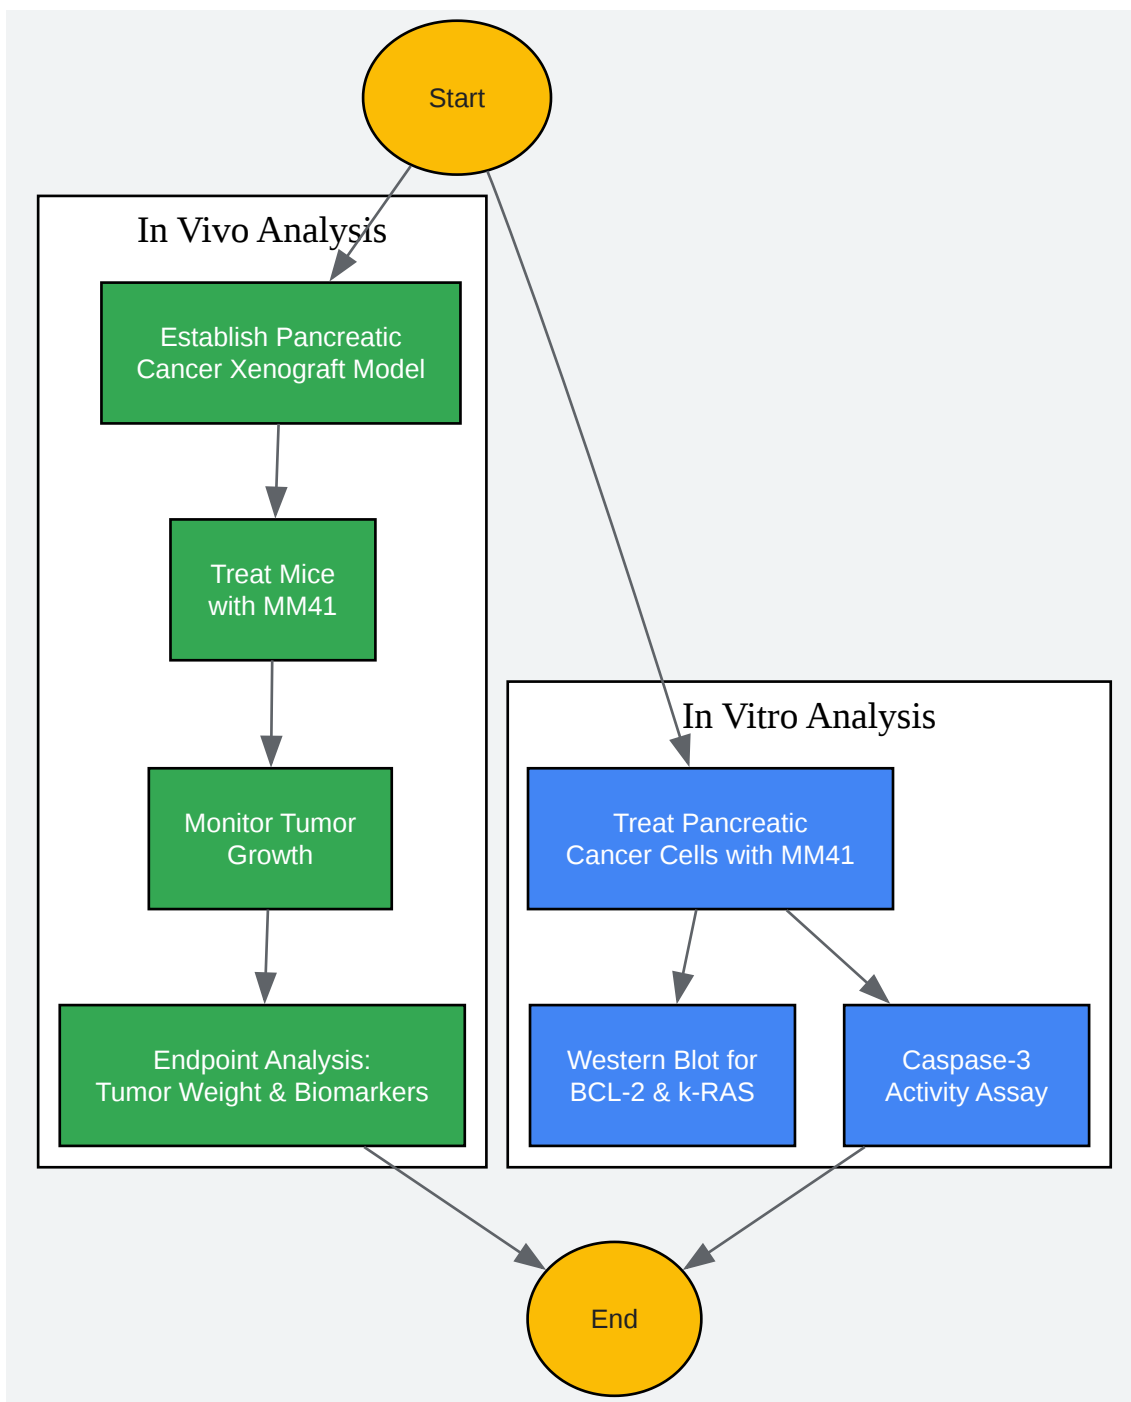 Start
In Vivo Analysis
Establish Pancreatic
Cancer Xenograft Model
Treat Mice
with MM41
Monitor Tumor
Growth
Endpoint Analysis:
Tumor Weight & Biomarkers
In Vitro Analysis
Treat Pancreatic
Cancer Cells with MM41
Western Blot for
BCL-2 & k-RAS
Caspase-3
Activity Assay
End